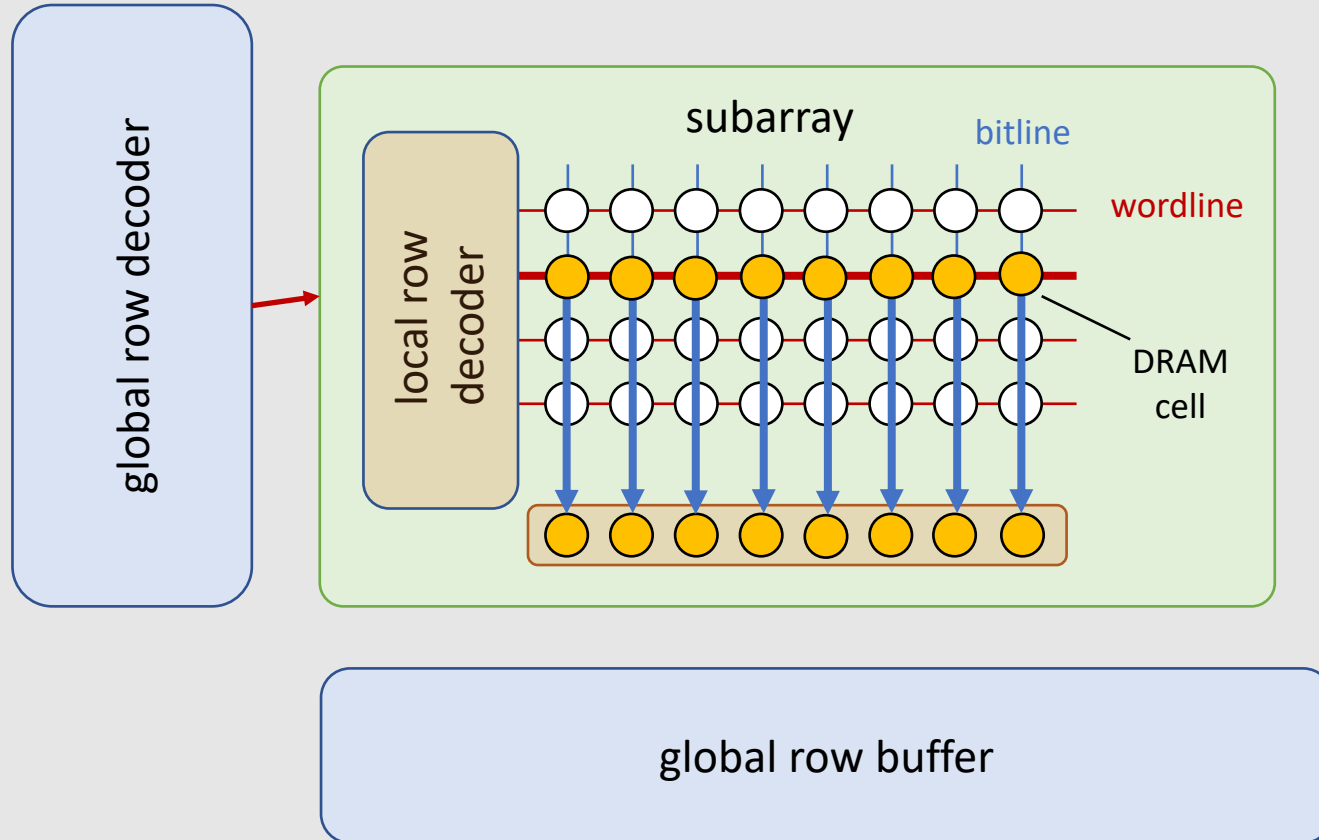 global row decoder
subarray
bitline
wordline
local row
decoder
DRAM
cell
global row buffer